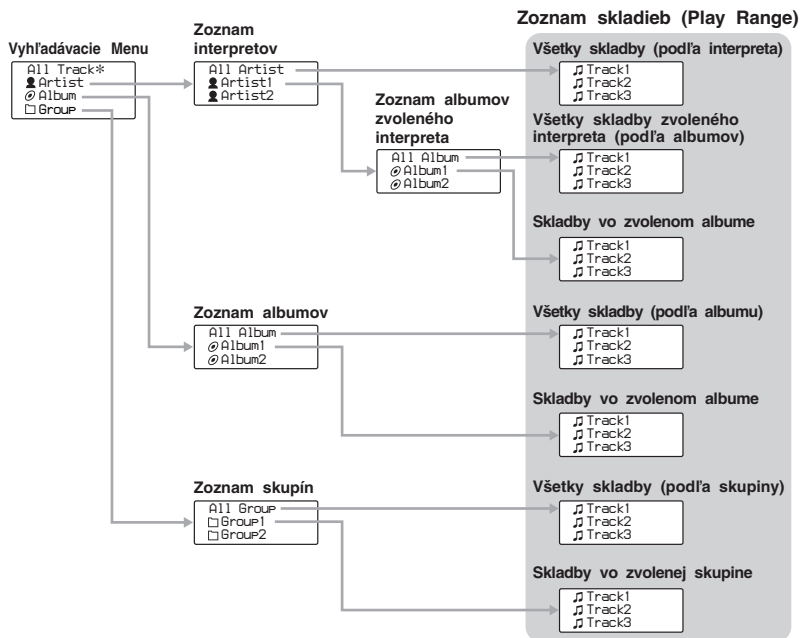 Zoznam skladieb (Play Range)
Vyhľadávacie Menu
All Track*
Artist
Album
Group
Zoznam
interpretov
All Artist
Artist1
Artist2
Zoznam albumov
zvoleného
interpreta
All Album
Album1
Album2
Všetky skladby (podľa interpreta)
Track1
Track2
Track3
Všetky skladby zvoleného
interpreta (podľa albumov)
Track1
Track2
Track3
Skladby vo zvolenom albume
Track1
Track2
Track3
Zoznam albumov
All Album
Album1
Album2
Všetky skladby (podľa albumu)
Track1
Track2
Track3
Skladby vo zvolenom albume
Track1
Track2
Track3
Zoznam skupín
All Group
Group1
Group2
Všetky skladby (podľa skupiny)
Track1
Track2
Track3
Skladby vo zvolenej skupine
Track1
Track2
Track3